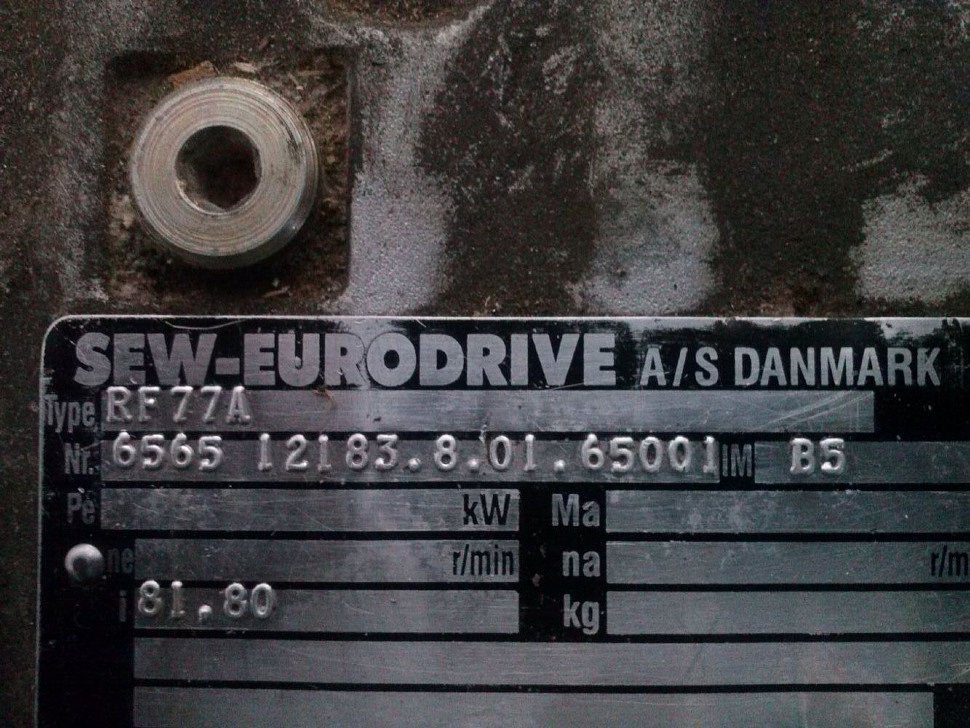 SEW-EURODRIVE A/S DANMARK
Type RF77A
Nr. 6565 12183.8.01.65001 IM B5
Pe kW Ma
ne r/min na r/m
i 81.80 kg